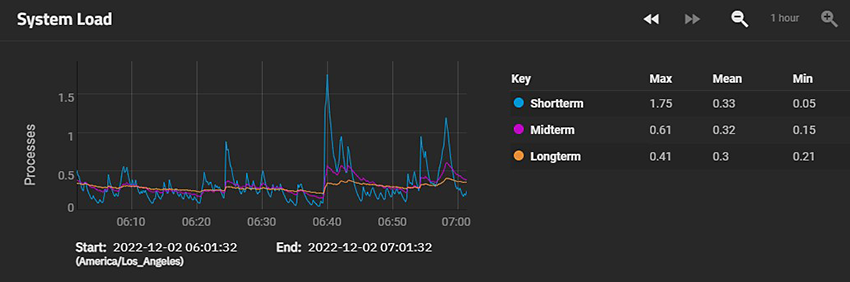 System Load
1 hour
Processes
1.5
1
0.5
0
06:10 06:20 06:30 06:40 06:50 07:00
Start: 2022-12-02 06:01:32 End: 2022-12-02 07:01:32
(America/Los_Angeles)
Key Max Mean Min
Shortterm 1.75 0.33 0.05
Midterm 0.61 0.32 0.15
Longterm 0.41 0.3 0.21